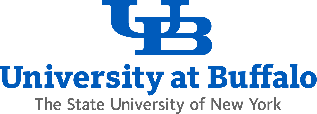 UB
University at Buffalo
The State University of New York